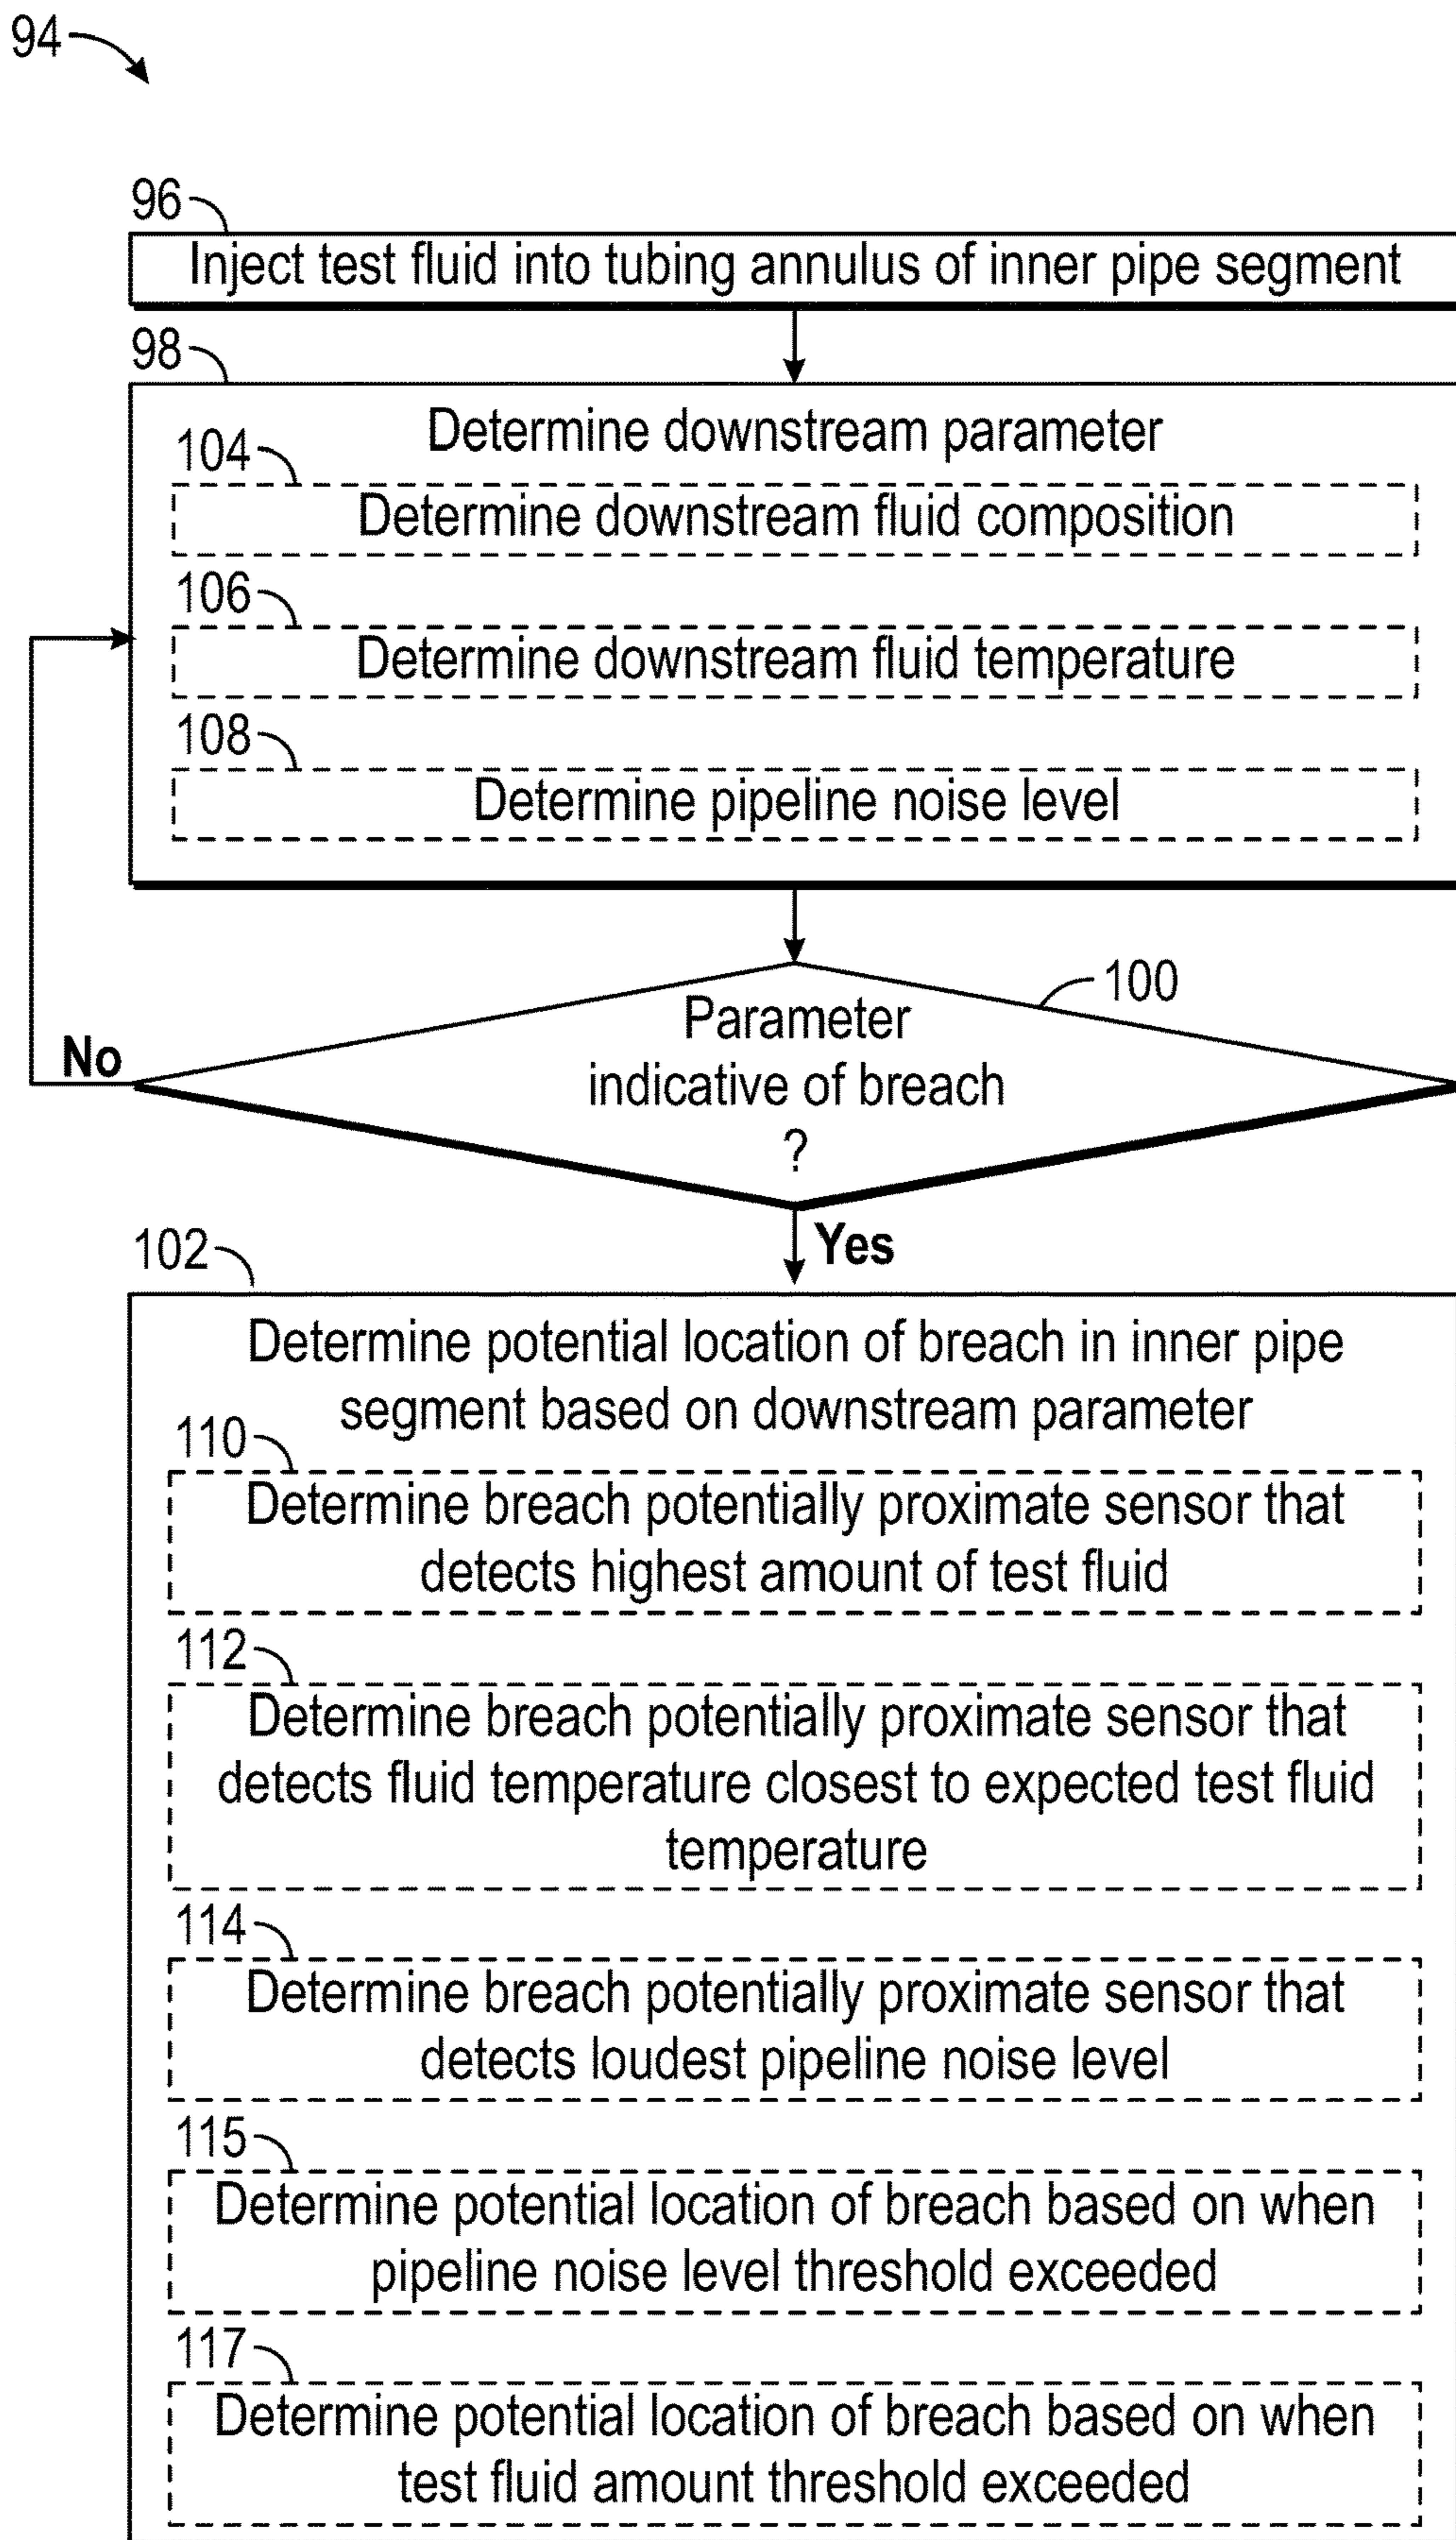 94
96
Inject test fluid into tubing annulus of inner pipe segment
98
Determine downstream parameter
104
Determine downstream fluid composition
106
Determine downstream fluid temperature
108
Determine pipeline noise level
100
Parameter
indicative of breach
?
No
Yes
102
Determine potential location of breach in inner pipe
segment based on downstream parameter
110
Determine breach potentially proximate sensor that
detects highest amount of test fluid
112
Determine breach potentially proximate sensor that
detects fluid temperature closest to expected test fluid
temperature
114
Determine breach potentially proximate sensor that
detects loudest pipeline noise level
115
Determine potential location of breach based on when
pipeline noise level threshold exceeded
117
Determine potential location of breach based on when
test fluid amount threshold exceeded